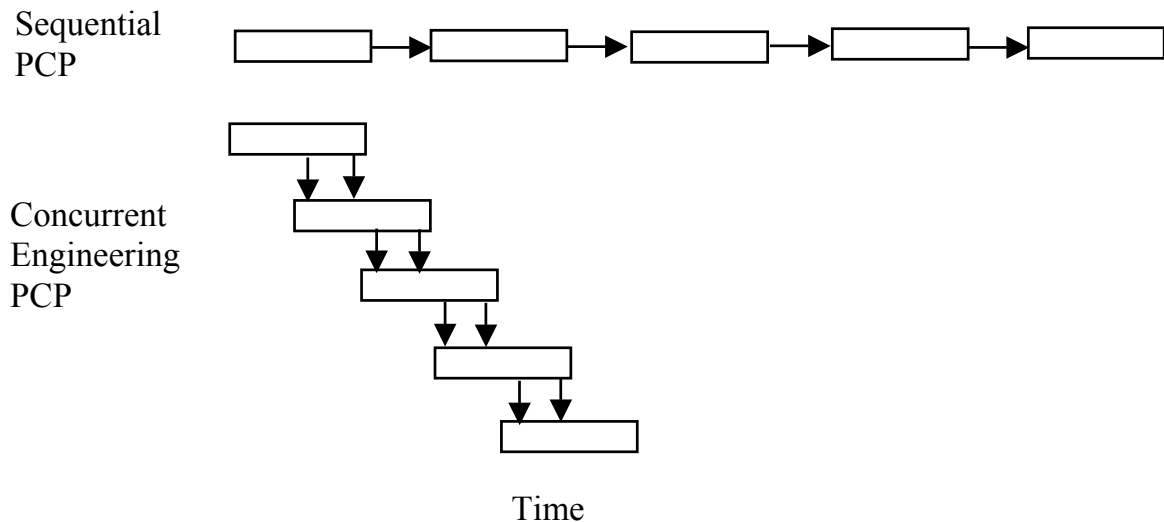 Sequential
PCP
Concurrent
Engineering
PCP
Time